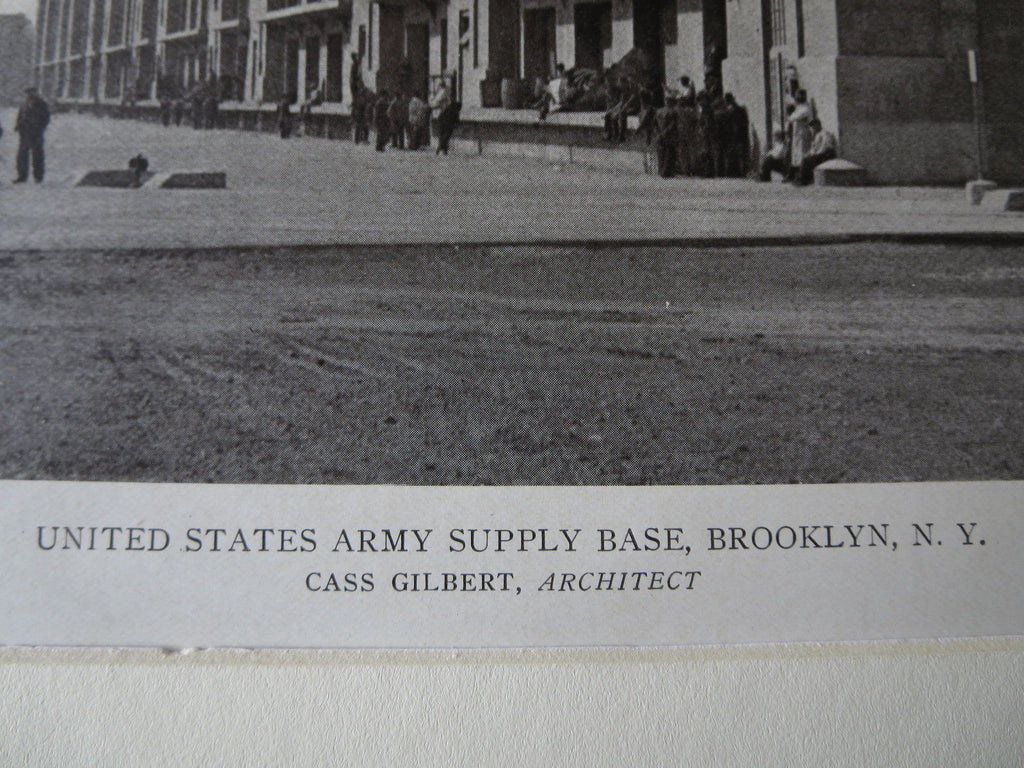 UNITED STATES ARMY SUPPLY BASE, BROOKLYN, N. Y.
CASS GILBERT, ARCHITECT